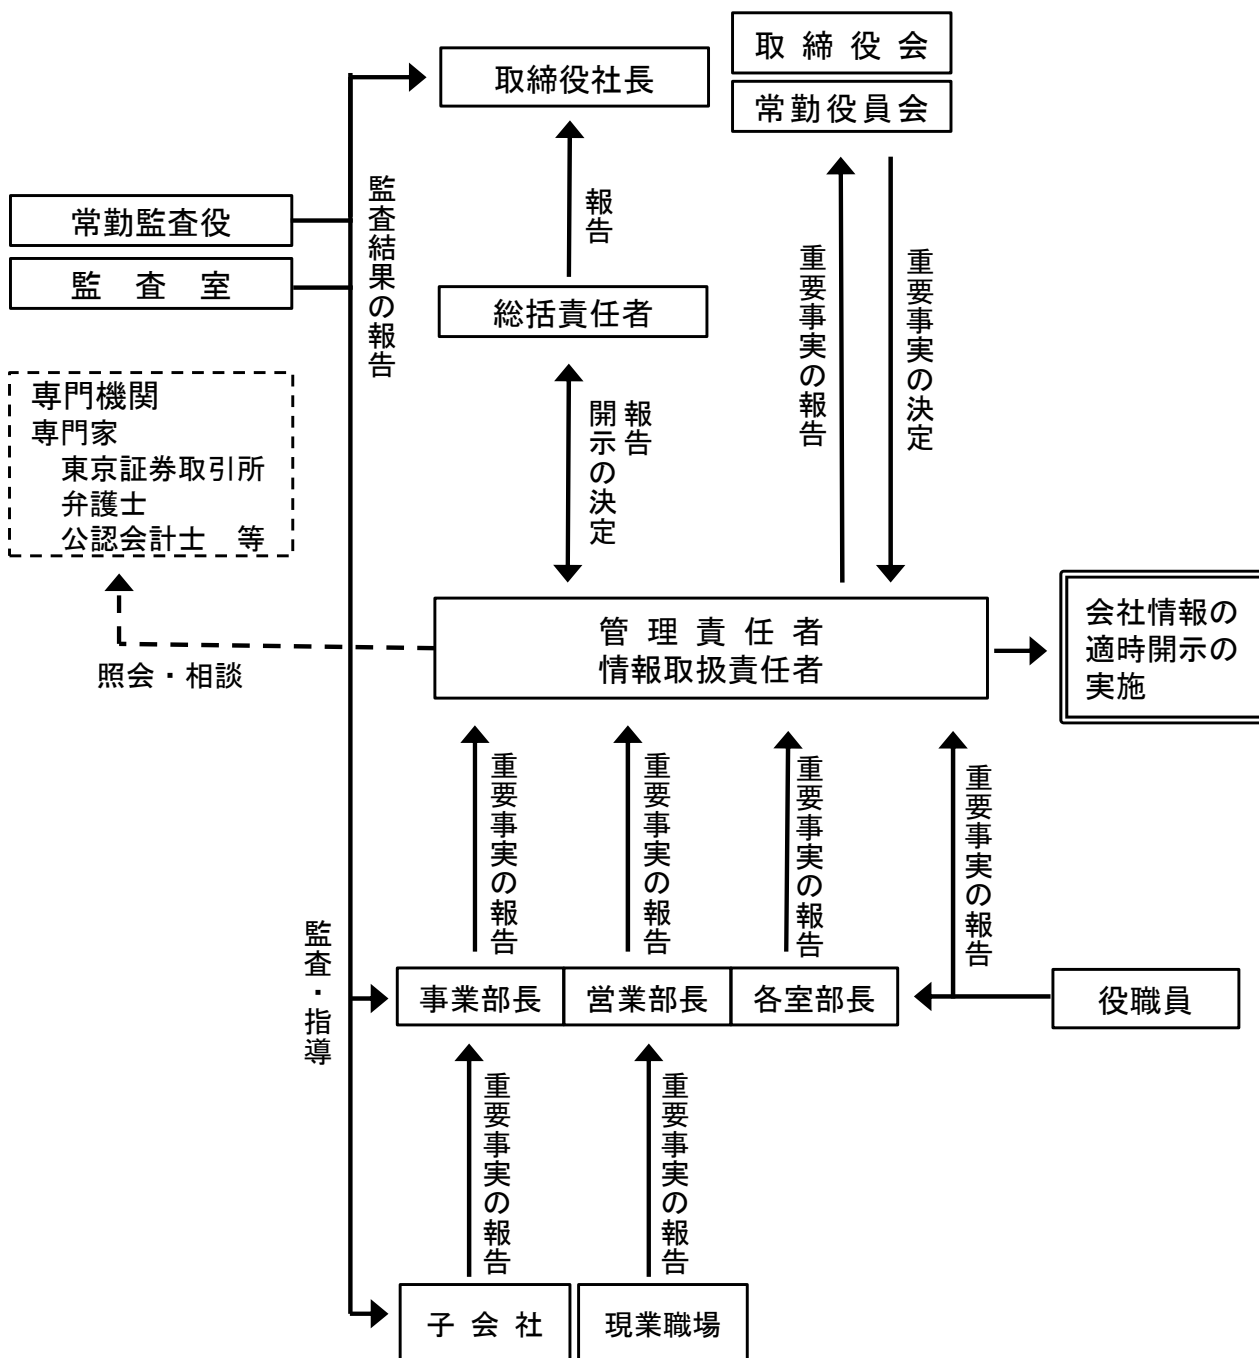 取締役会
取締役社長
常勤役員会
常勤監査役
監査室
監査結果の報告
報告
重要事実の報告
重要事実の決定
総括責任者
専門機関
専門家
東京証券取引所
弁護士
公認会計士　等
報告
開示の決定
管理責任者
情報取扱責任者
会社情報の
適時開示の
実施
照会・相談
重要事実の報告
重要事実の報告
重要事実の報告
重要事実の報告
監査・指導
事業部長
営業部長
各室部長
役職員
重要事実の報告
重要事実の報告
子会社
現業職場